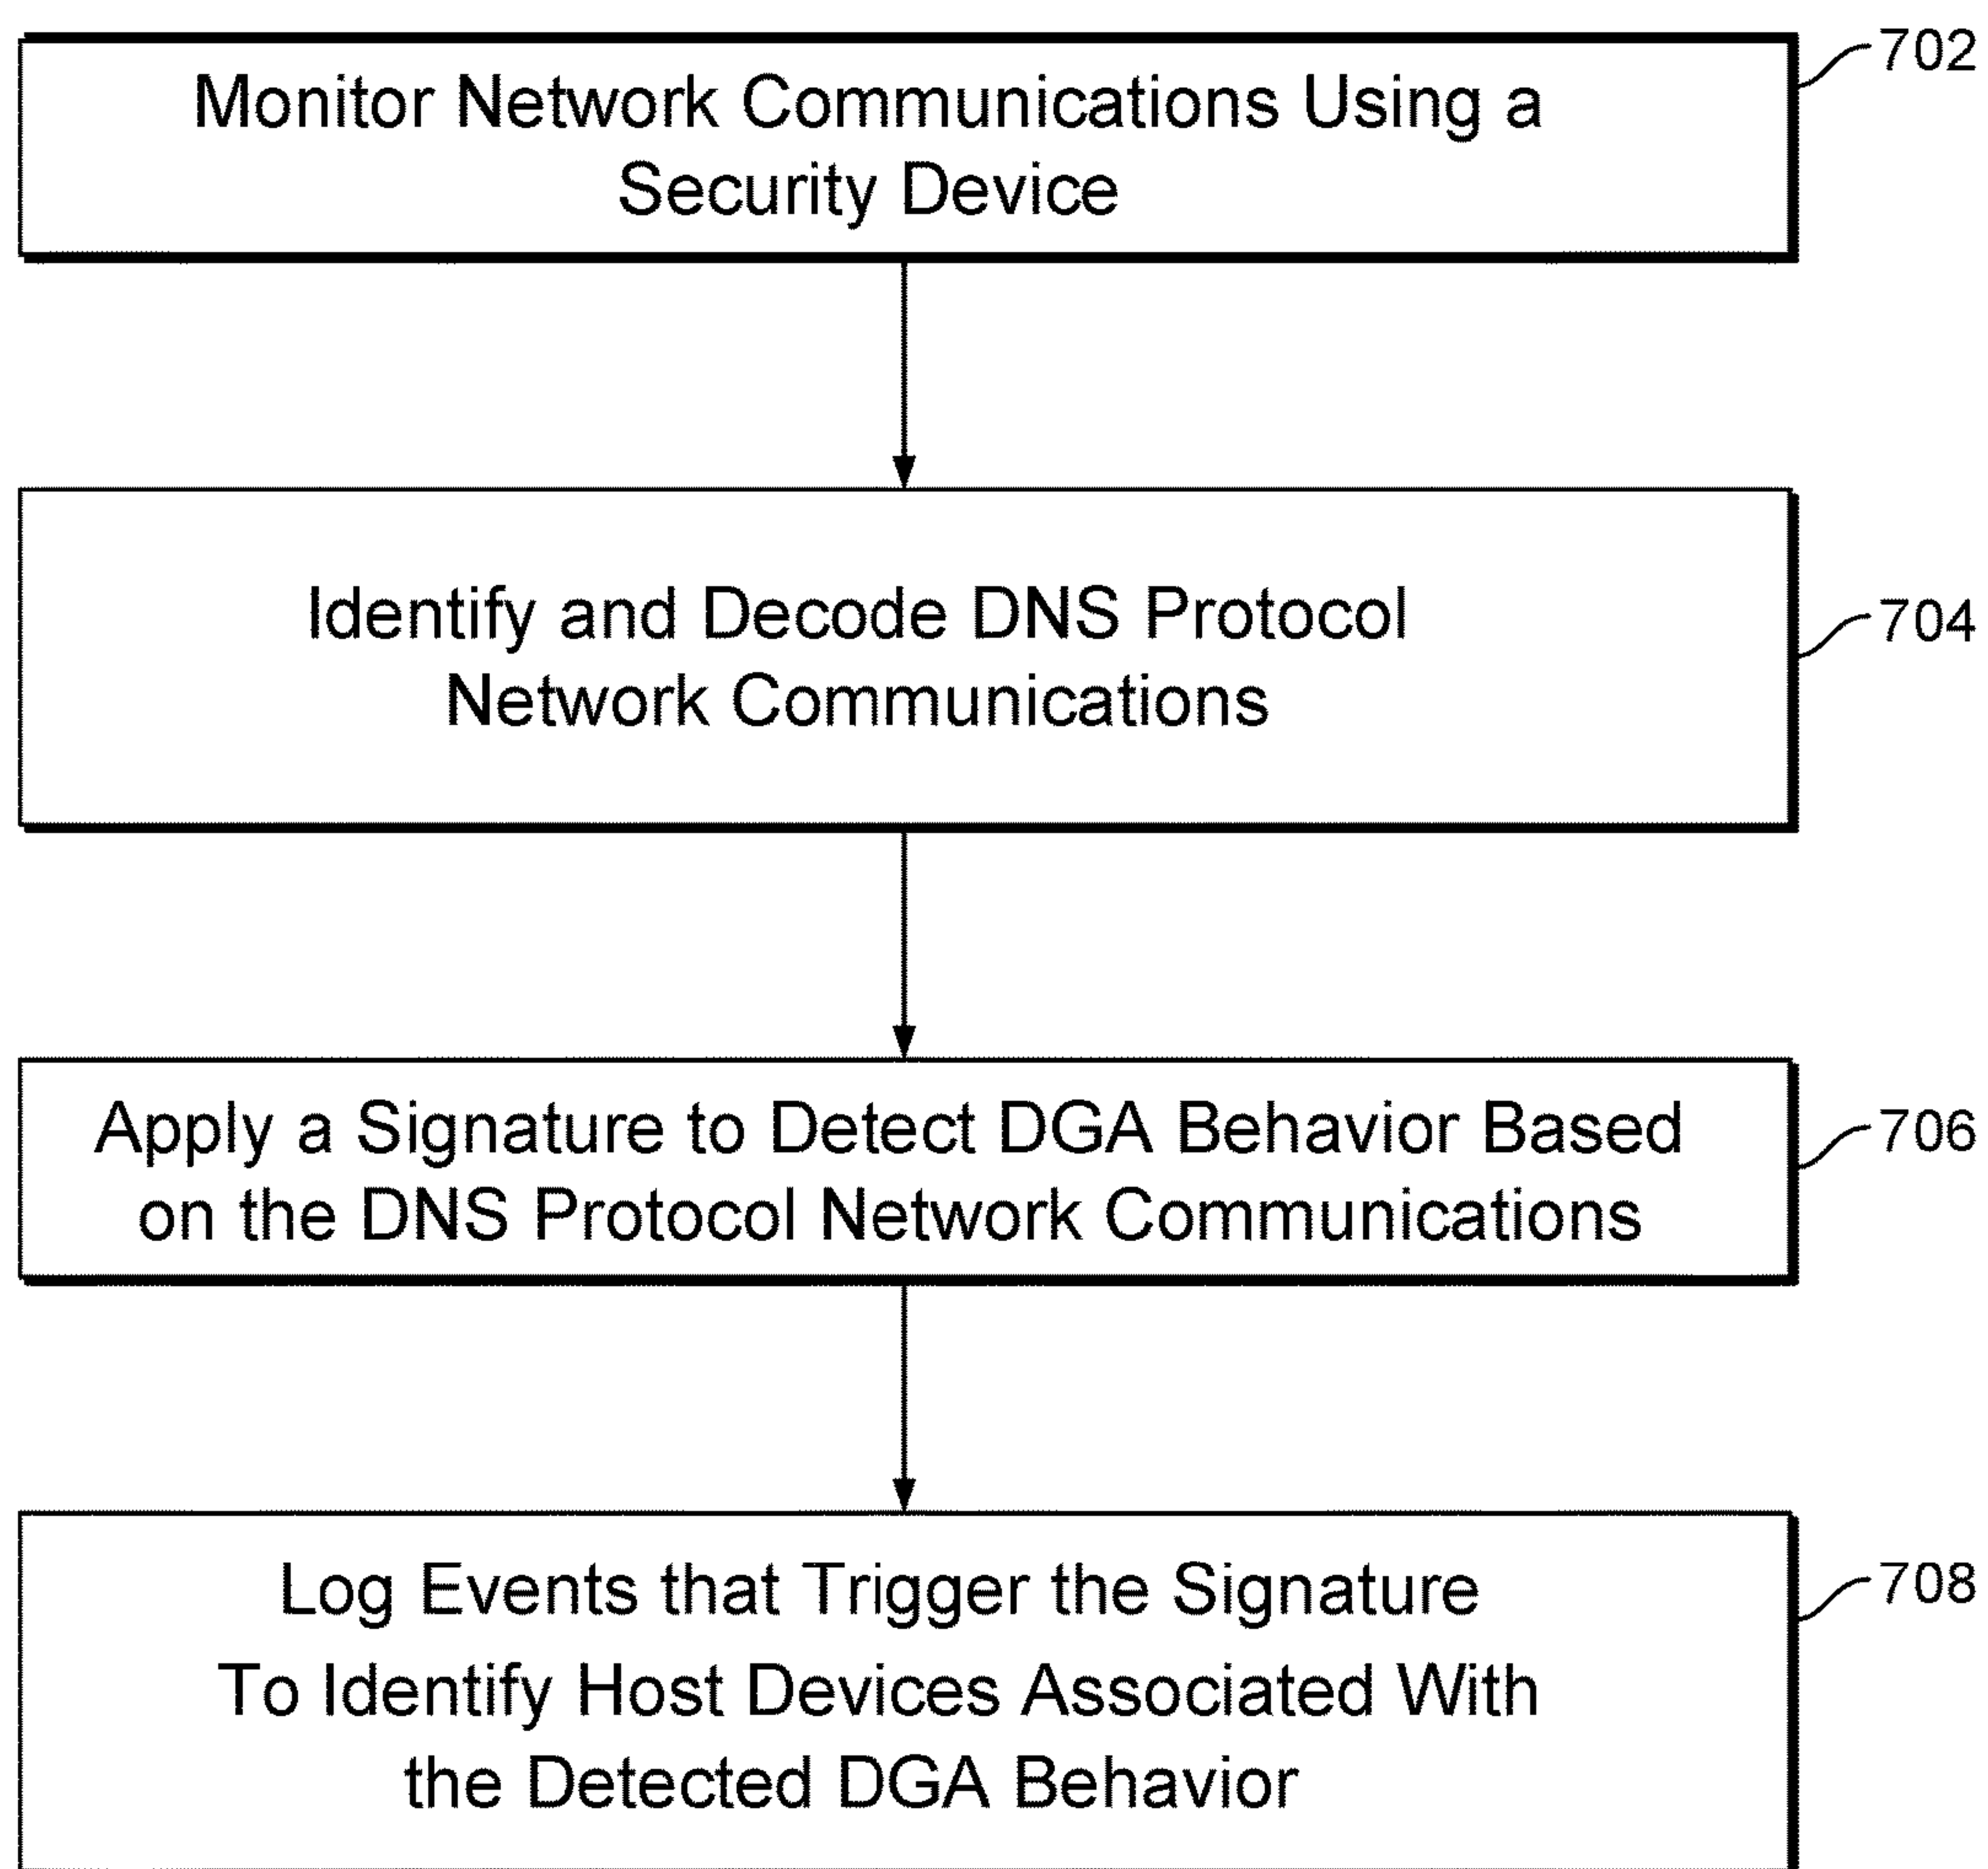 702
Monitor Network Communications Using a
Security Device
704
Identify and Decode DNS Protocol
Network Communications
706
Apply a Signature to Detect DGA Behavior Based
on the DNS Protocol Network Communications
708
Log Events that Trigger the Signature
To Identify Host Devices Associated With
the Detected DGA Behavior